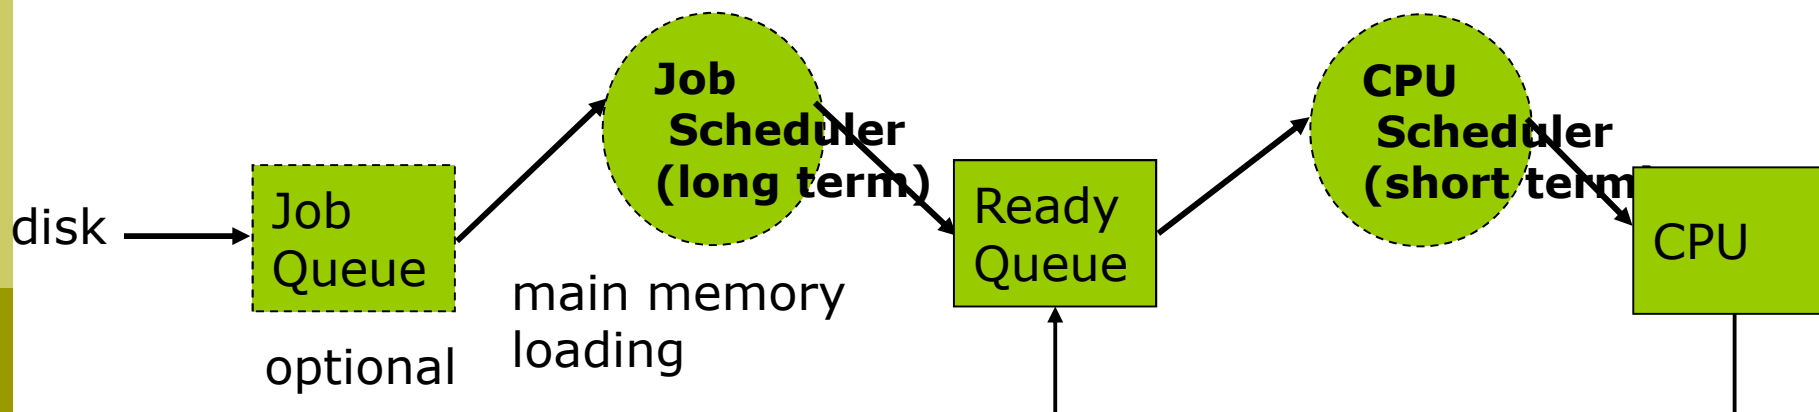 disk
Job
Queue
optional
Job
Scheduler
(long term)
main memory
loading
Ready
Queue
CPU
Scheduler
(short term)
CPU